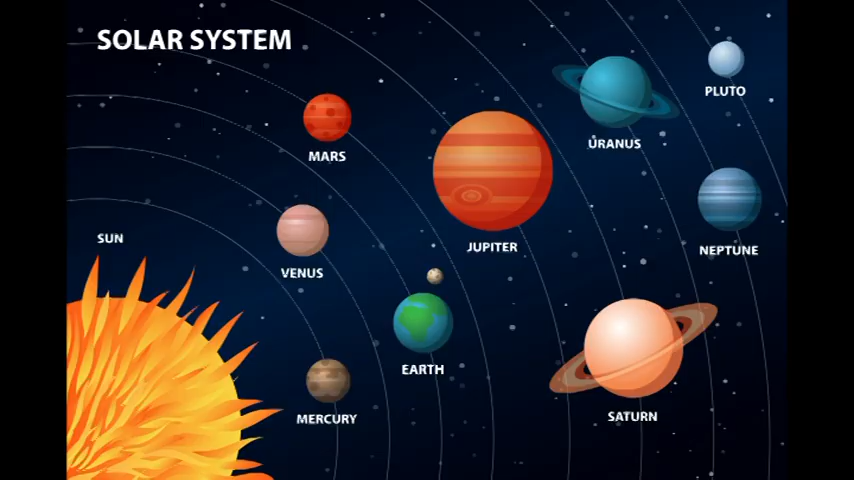 SOLAR SYSTEM
PLUTO
URANUS
MARS
SUN
JUPITER
NEPTUNE
VENUS
EARTH
SATURN
MERCURY